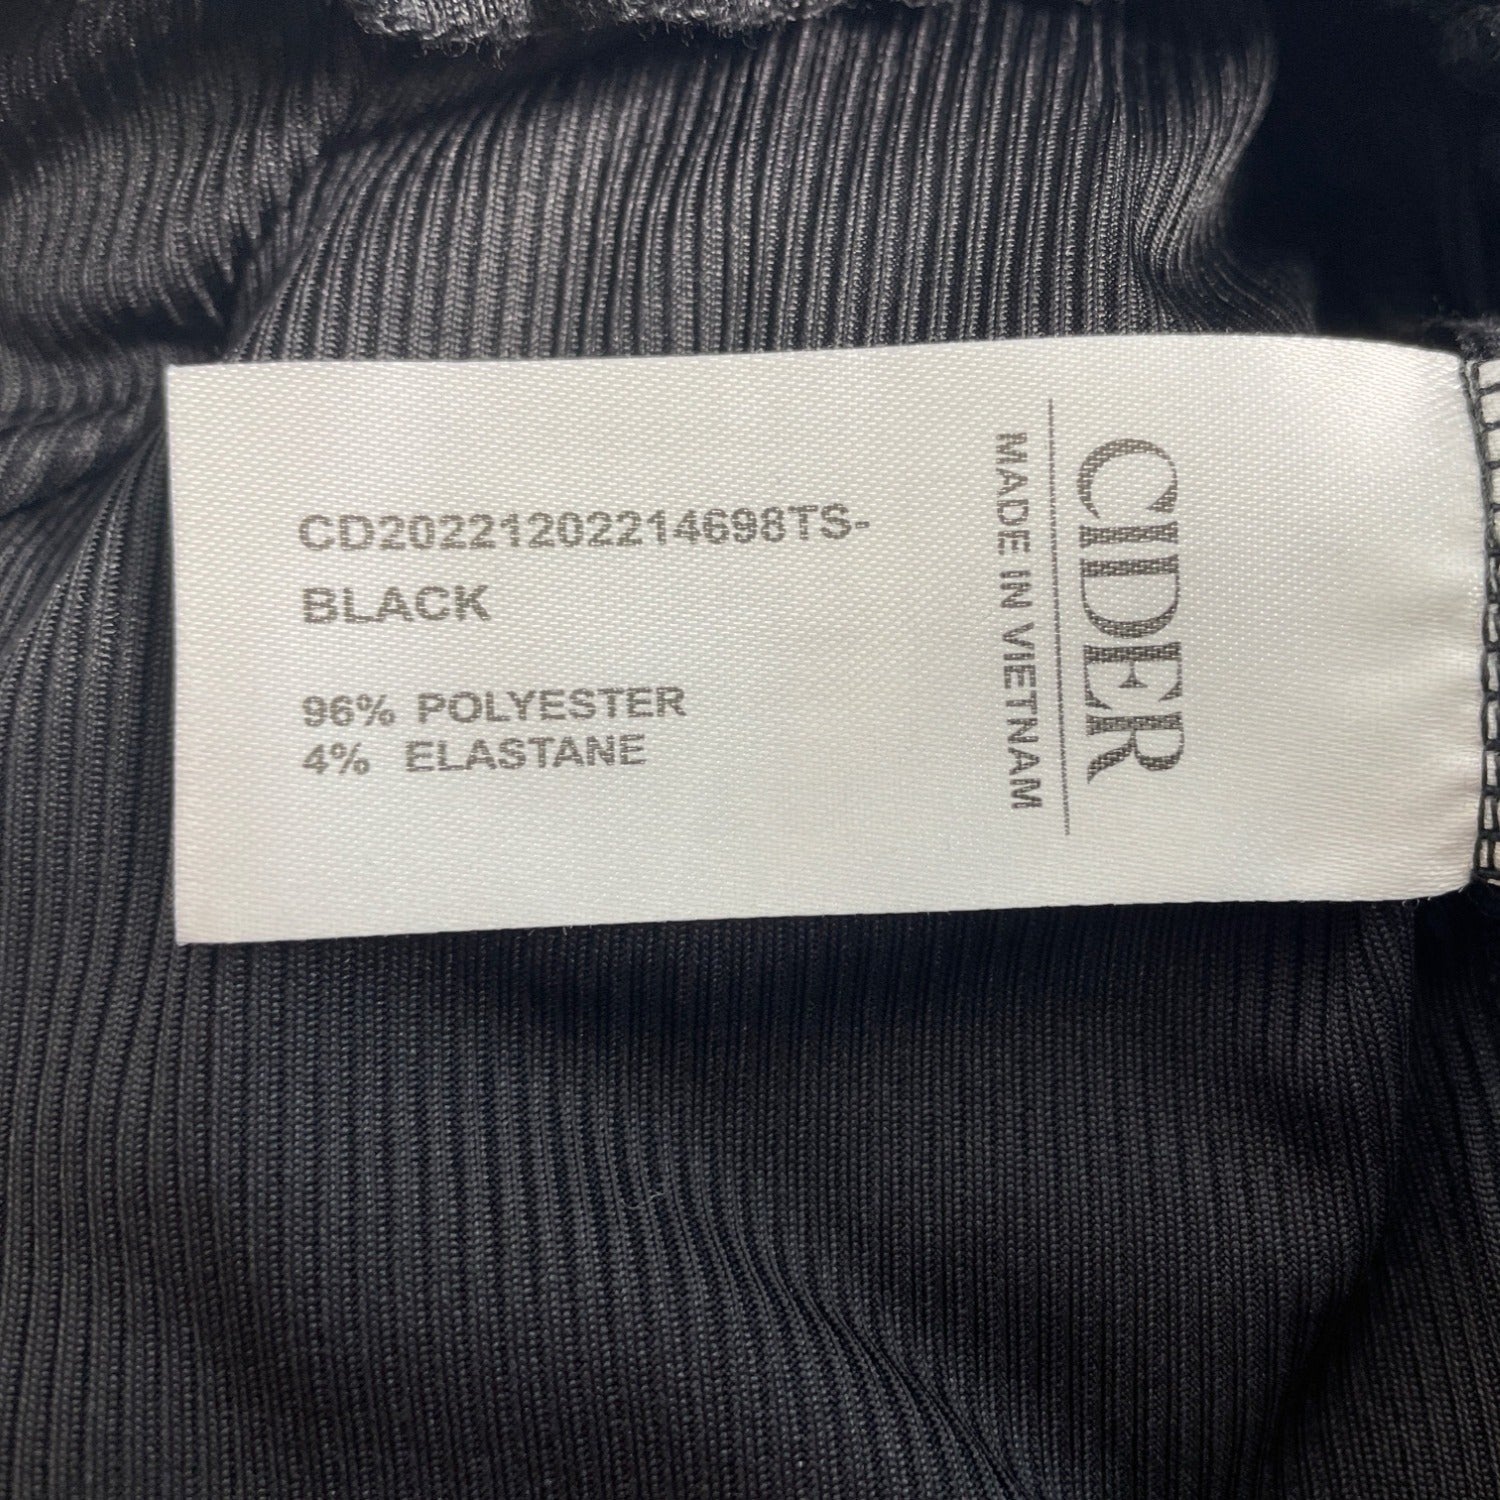 CIDER
MADE IN VIETNAM
CD20221202214698TS-
BLACK
96% POLYESTER
4% ELASTANE